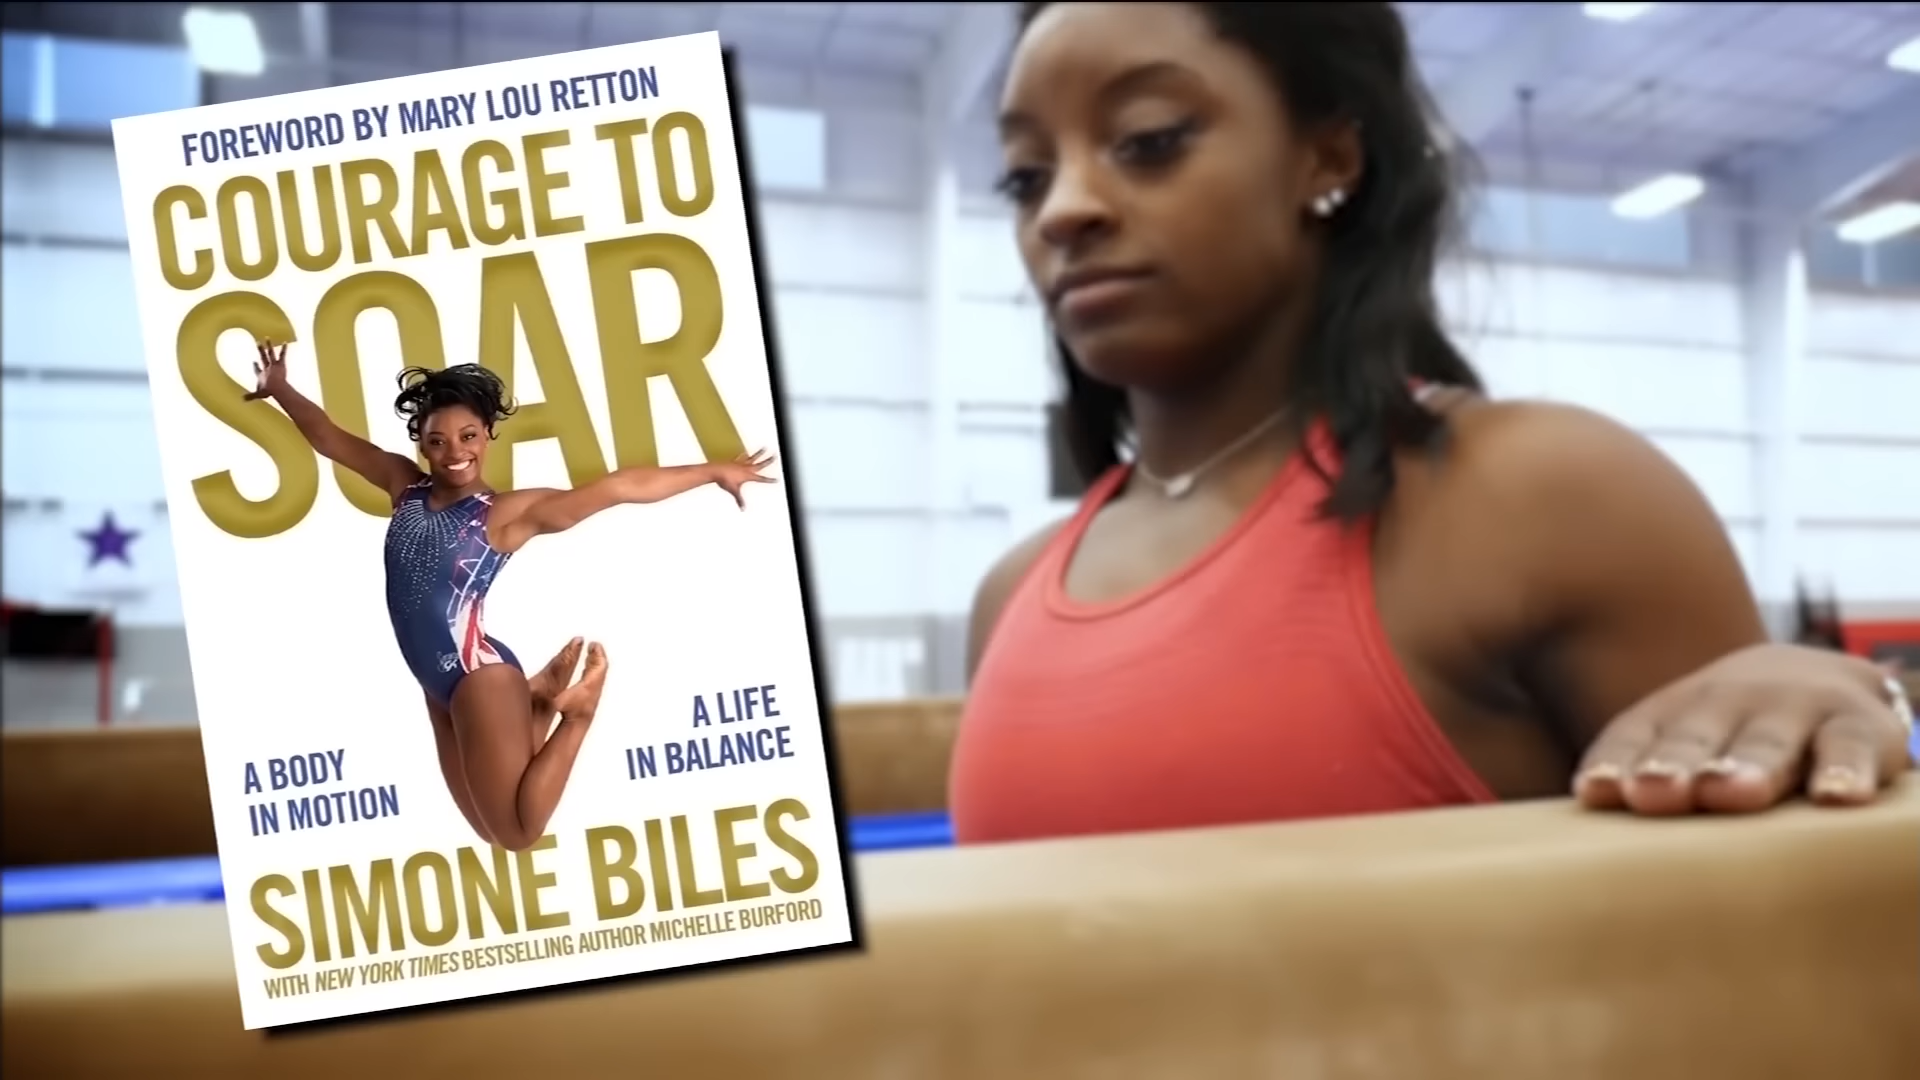 FOREWORD BY MARY LOU RETTON
COURAGE TO
SOAR
A BODY
IN MOTION
A LIFE
IN BALANCE
SIMONE BILES
WITH NEW YORK TIMES BESTSELLING AUTHOR MICHELLE BURFORD